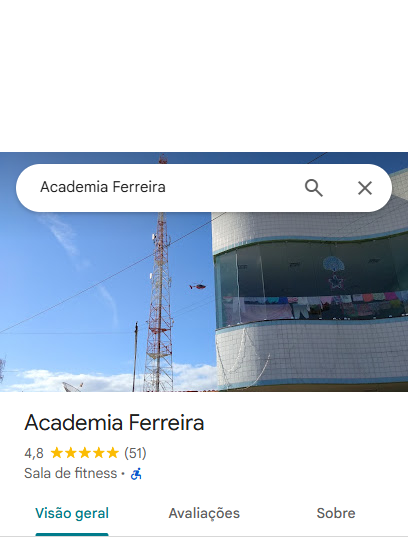 Academia Ferreira
Academia Ferreira
4,8 (51)
Sala de fitness ·
Visão geral Avaliações Sobre